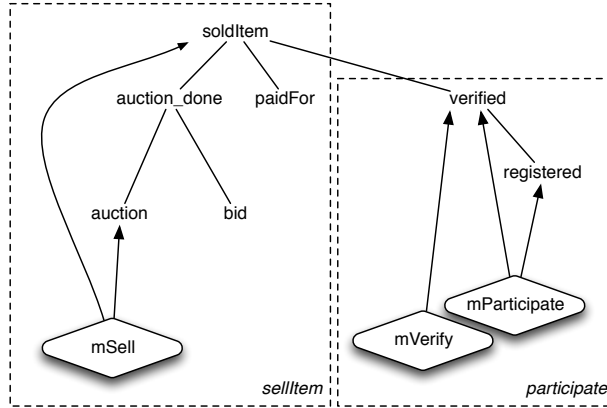 soldItem
auction_done
paidFor
verified
registered
auction
bid
mParticipate
mSell
mVerify
sellItem
participate